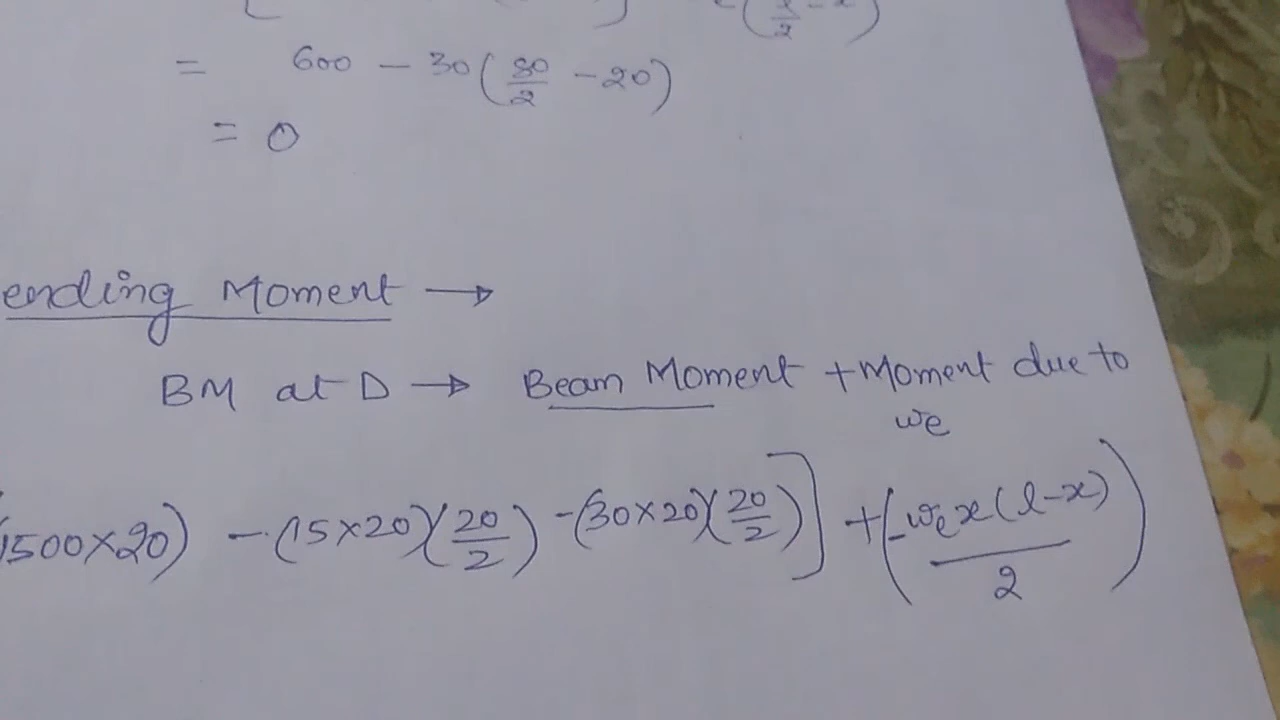 = 600 - 30(80/2 - 20)
= 0
ending Moment →
BM at D → Beam Moment + Moment due to
we
1500×20) - (15×20)(20/2) - (30×20)(20/2)] + (-we x(l-x)/2)